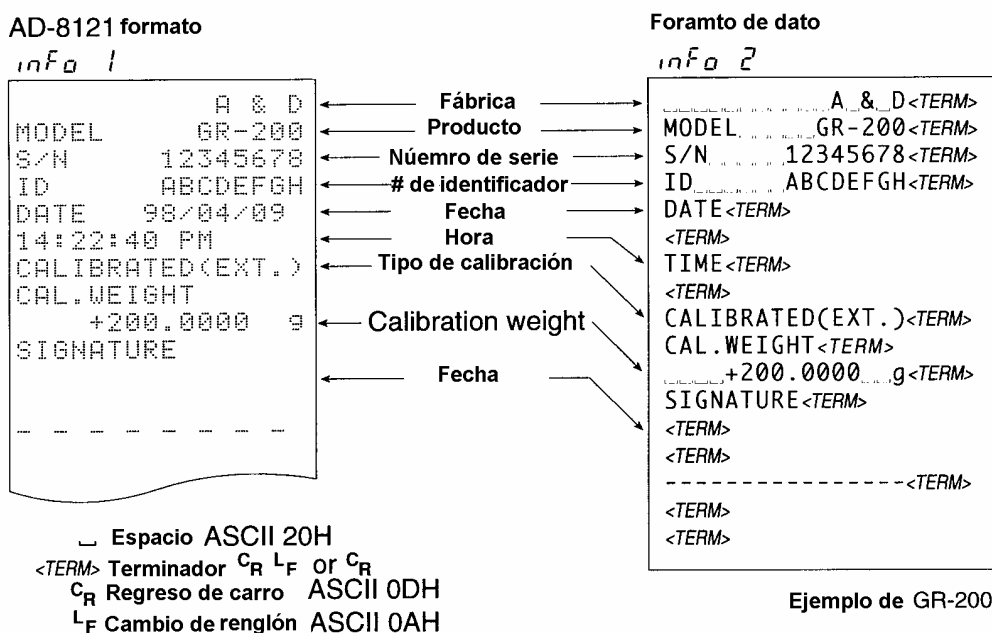 AD-8121 formato
info 1
A & D
MODEL GR-200
S/N 12345678
ID ABCDEFGH
DATE 98/04/09
14:22:40 PM
CALIBRATED(EXT.)
CAL.WEIGHT
+200.0000 g
SIGNATURE
- - - - - - - -
Fábrica
Producto
Núemro de serie
# de identificador
Fecha
Hora
Tipo de calibración
Calibration weight
Fecha
Foramto de dato
info 2
␣␣␣␣␣␣␣␣␣␣␣A␣&␣D<TERM>
MODEL␣␣␣␣␣GR-200<TERM>
S/N␣␣␣␣␣12345678<TERM>
ID␣␣␣␣␣␣ABCDEFGH<TERM>
DATE<TERM>
<TERM>
TIME<TERM>
<TERM>
CALIBRATED(EXT.)<TERM>
CAL.WEIGHT<TERM>
␣␣␣␣+200.0000␣␣g<TERM>
SIGNATURE<TERM>
<TERM>
<TERM>
----------------<TERM>
<TERM>
<TERM>
␣ Espacio ASCII 20H
<TERM> Terminador CR LF or CR
CR Regreso de carro ASCII 0DH
LF Cambio de renglón ASCII 0AH
Ejemplo de GR-200